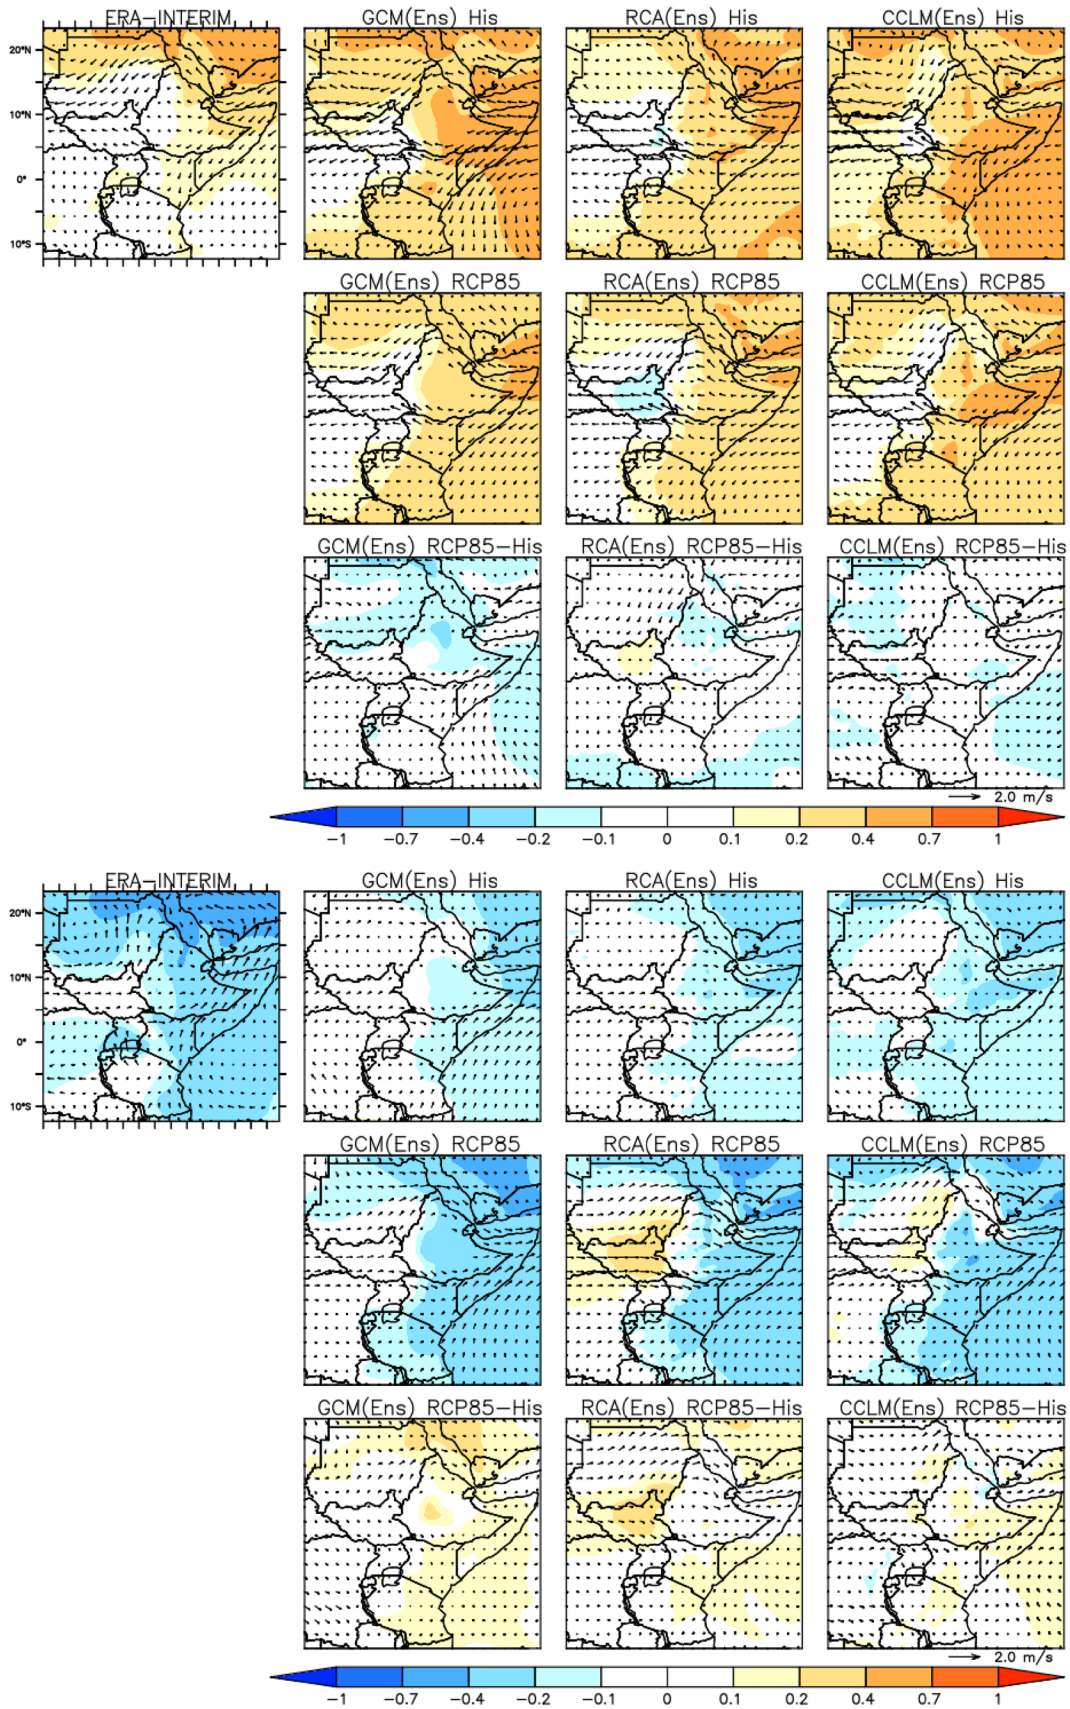 ERA-INTERIM GCM(Ens) His RCA(Ens) His CCLM(Ens) His
20°N
10°N
0°
10°S
GCM(Ens) RCP85 RCA(Ens) RCP85 CCLM(Ens) RCP85
GCM(Ens) RCP85-His RCA(Ens) RCP85-His CCLM(Ens) RCP85-His
2.0 m/s
-1 -0.7 -0.4 -0.2 -0.1 0 0.1 0.2 0.4 0.7 1
ERA-INTERIM GCM(Ens) His RCA(Ens) His CCLM(Ens) His
20°N
10°N
0°
10°S
GCM(Ens) RCP85 RCA(Ens) RCP85 CCLM(Ens) RCP85
GCM(Ens) RCP85-His RCA(Ens) RCP85-His CCLM(Ens) RCP85-His
2.0 m/s
-1 -0.7 -0.4 -0.2 -0.1 0 0.1 0.2 0.4 0.7 1